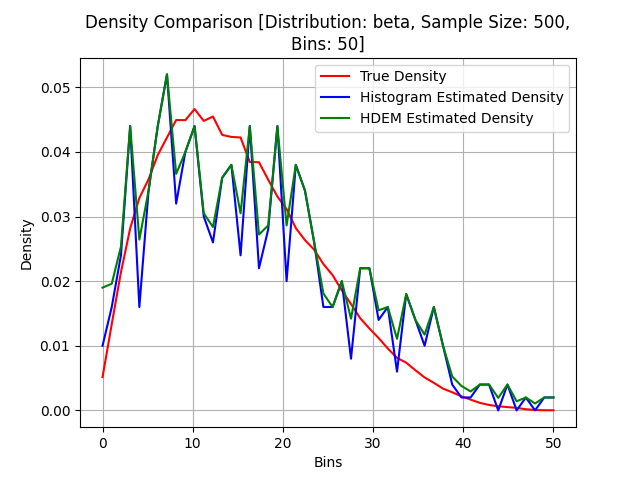 Density Comparison [Distribution: beta, Sample Size: 500,
Bins: 50]
True Density
Histogram Estimated Density
HDEM Estimated Density
Density
0.05
0.04
0.03
0.02
0.01
0.00
0 10 20 30 40 50
Bins